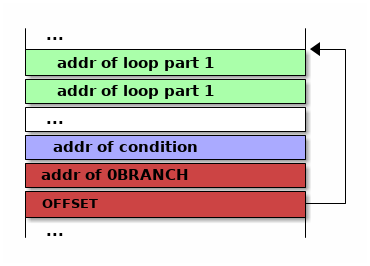 ...
addr of loop part 1
addr of loop part 1
...
addr of condition
addr of 0BRANCH
OFFSET
...